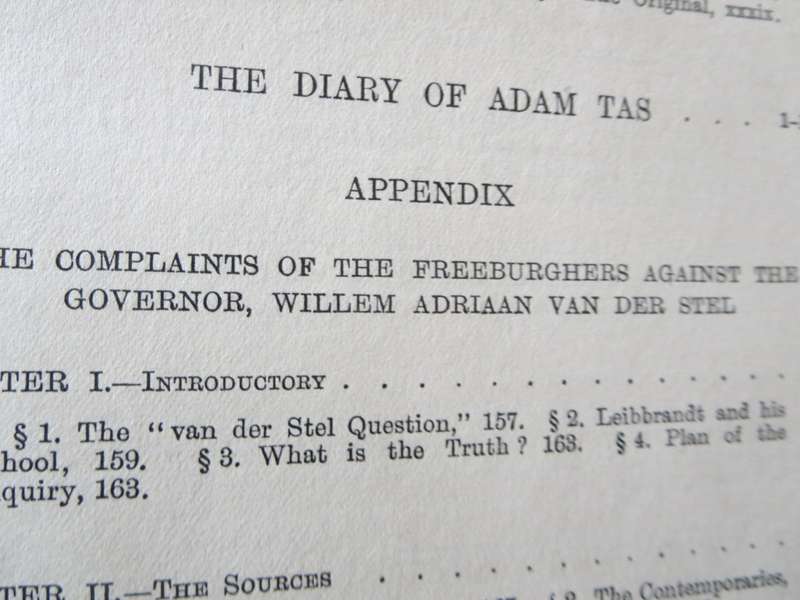 Original, xxxix.
THE DIARY OF ADAM TAS . . . 1-
APPENDIX
HE COMPLAINTS OF THE FREEBURGHERS AGAINST THE
GOVERNOR, WILLEM ADRIAAN VAN DER STEL
TER I.—INTRODUCTORY . . . . . . . . . . . .
§ 1. The “van der Stel Question,” 157. § 2. Leibbrandt and his
hool, 159. § 3. What is the Truth? 163. § 4. Plan of the
quiry, 163.
TER II.—THE SOURCES . . . . . . . . . . .
§ 2. The Contemporaries,